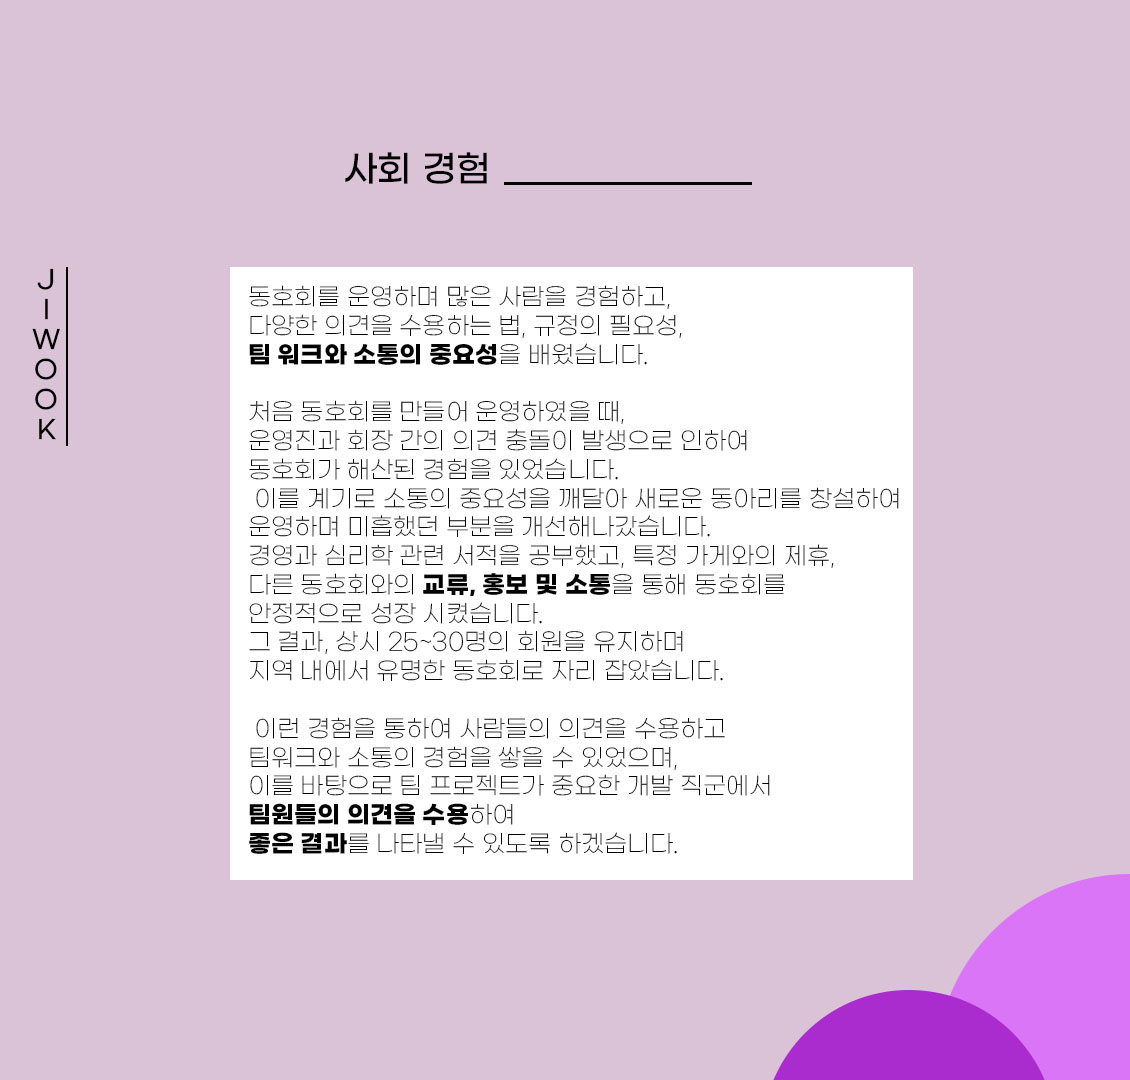 사회 경험
JIWOOK
동호회를 운영하며 많은 사람을 경험하고,
다양한 의견을 수용하는 법, 규정의 필요성,
팀 워크와 소통의 중요성을 배웠습니다.
처음 동호회를 만들어 운영하였을 때,
운영진과 회장 간의 의견 충돌이 발생으로 인하여
동호회가 해산된 경험을 있었습니다.
이를 계기로 소통의 중요성을 깨달아 새로운 동아리를 창설하여
운영하며 미흡했던 부분을 개선해나갔습니다.
경영과 심리학 관련 서적을 공부했고, 특정 가게와의 제휴,
다른 동호회와의 교류, 홍보 및 소통을 통해 동호회를
안정적으로 성장 시켰습니다.
그 결과, 상시 25~30명의 회원을 유지하며
지역 내에서 유명한 동호회로 자리 잡았습니다.
이런 경험을 통하여 사람들의 의견을 수용하고
팀워크와 소통의 경험을 쌓을 수 있었으며,
이를 바탕으로 팀 프로젝트가 중요한 개발 직군에서
팀원들의 의견을 수용하여
좋은 결과를 나타낼 수 있도록 하겠습니다.